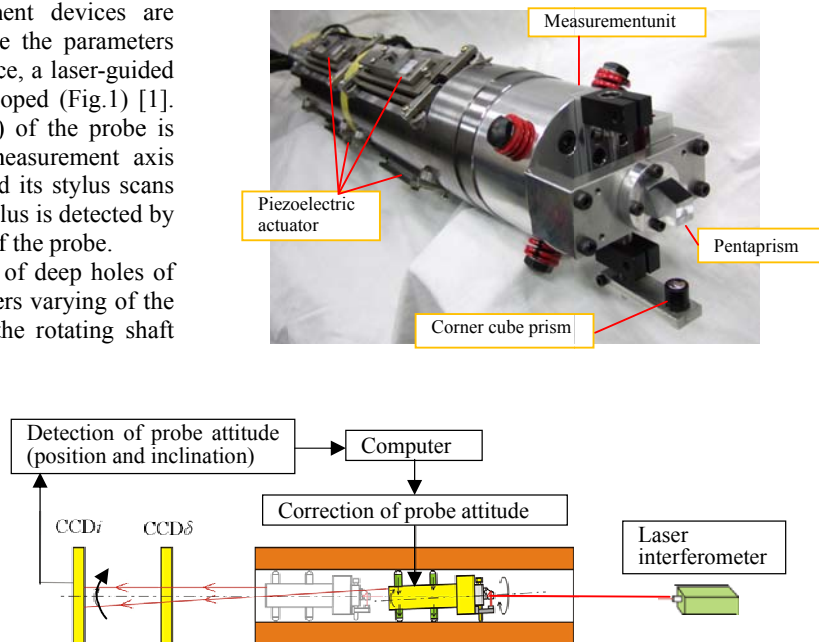 nent devices are
e the parameters
ce, a laser-guided
oped (Fig.1) [1].
) of the probe is
neasurement axis
d its stylus scans
lus is detected by
f the probe.
of deep holes of
ers varying of the
the rotating shaft
Measurementunit
Piezoelectric
actuator
Pentaprism
Corner cube prism
Detection of probe attitude
(position and inclination)
Computer
Correction of probe attitude
CCDi
CCDδ
Laser
interferometer